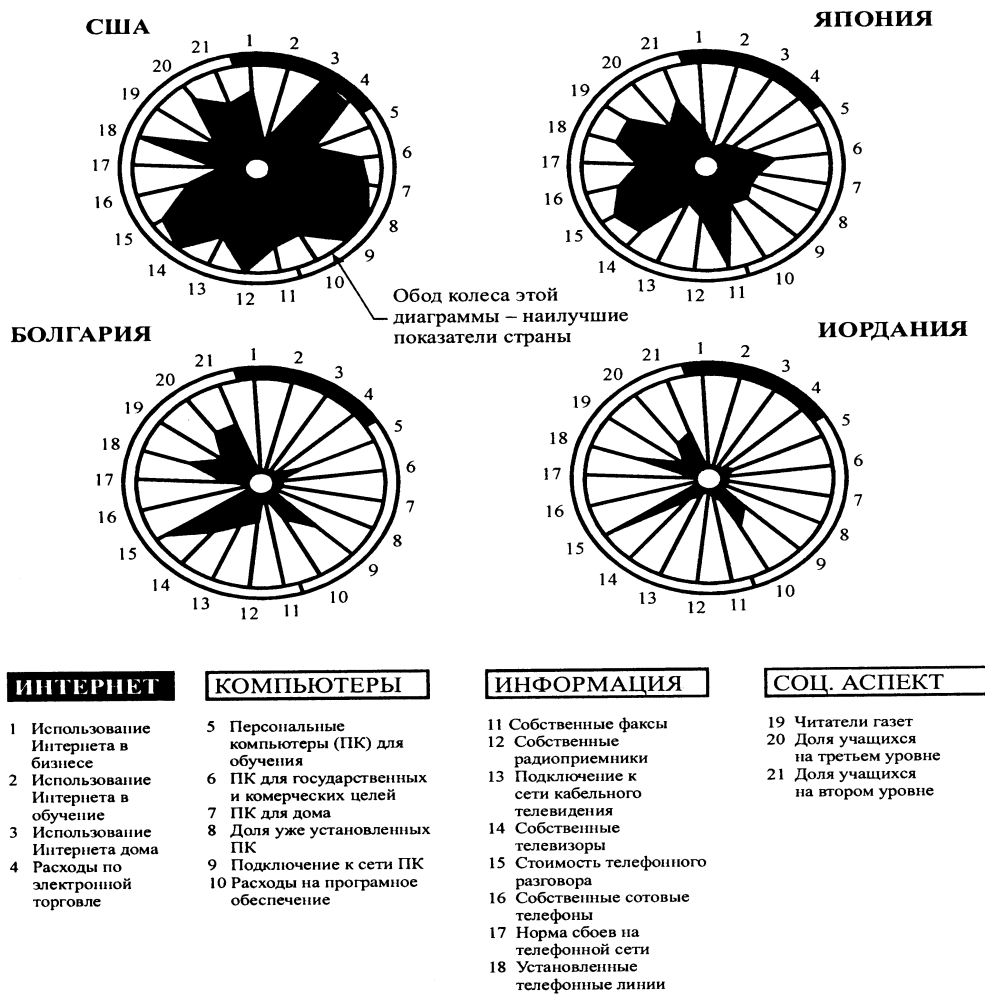 США
1
2
3
4
5
6
7
8
9
10
11
12
13
14
15
16
17
18
19
20
21
ЯПОНИЯ
1
2
3
4
5
6
7
8
9
10
11
12
13
14
15
16
17
18
19
20
21
Обод колеса этой
диаграммы – наилучшие
показатели страны
БОЛГАРИЯ
1
2
3
4
5
6
7
8
9
10
11
12
13
14
15
16
17
18
19
20
21
ИОРДАНИЯ
1
2
3
4
5
6
7
8
9
10
11
12
13
14
15
16
17
18
19
20
21
ИНТЕРНЕТ
1 Использование
Интернета в
бизнесе
2 Использование
Интернета в
обучение
3 Использование
Интернета дома
4 Расходы по
электронной
торговле
КОМПЬЮТЕРЫ
5 Персональные
компьютеры (ПК) для
обучения
6 ПК для государственных
и комерческих целей
7 ПК для дома
8 Доля уже установленных
ПК
9 Подключение к сети ПК
10 Расходы на програмное
обеспечение
ИНФОРМАЦИЯ
11 Собственные факсы
12 Собственные
радиоприемники
13 Подключение к
сети кабельного
телевидения
14 Собственные
телевизоры
15 Стоимость телефонного
разговора
16 Собственные сотовые
телефоны
17 Норма сбоев на
телефонной сети
18 Установленные
телефонные линии
СОЦ. АСПЕКТ
19 Читатели газет
20 Доля учащихся
на третьем уровне
21 Доля учащихся
на втором уровне